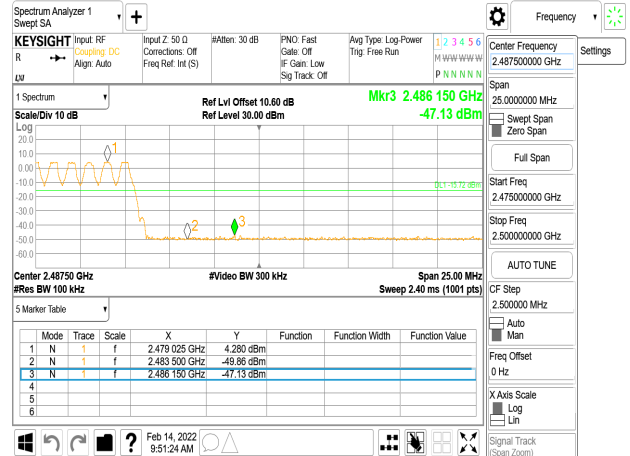 Spectrum Analyzer 1
Swept SA
Frequency
Settings
KEYSIGHT
R
Input: RF
Coupling: DC
Align: Auto
Input Z: 50 Ω
Corrections: Off
Freq Ref: Int (S)
#Atten: 30 dB
PNO: Fast
Gate: Off
IF Gain: Low
Sig Track: Off
Avg Type: Log-Power
Trig: Free Run
1 2 3 4 5 6
M W W W W W
P N N N N N
1 Spectrum
Scale/Div 10 dB
Ref Lvl Offset 10.60 dB
Ref Level 30.00 dBm
Mkr3 2.486 150 GHz
-47.13 dBm
Log
20.0
10.0
0.00
-10.0
-20.0
-30.0
-40.0
-50.0
-60.0
1
2
3
DL1 -15.72 dBm
Center 2.48750 GHz
#Res BW 100 kHz
#Video BW 300 kHz
Span 25.00 MHz
Sweep 2.40 ms (1001 pts)
5 Marker Table
Mode Trace Scale X Y Function Function Width Function Value
1 N 1 f 2.479 025 GHz 4.280 dBm
2 N 1 f 2.483 500 GHz -49.86 dBm
3 N 1 f 2.486 150 GHz -47.13 dBm
4
5
6
Feb 14, 2022
9:51:24 AM
?
Center Frequency
2.487500000 GHz
Span
25.0000000 MHz
Swept Span
Zero Span
Full Span
Start Freq
2.475000000 GHz
Stop Freq
2.500000000 GHz
AUTO TUNE
CF Step
2.500000 MHz
Auto
Man
Freq Offset
0 Hz
X Axis Scale
Log
Lin
Signal Track
(Span Zoom)